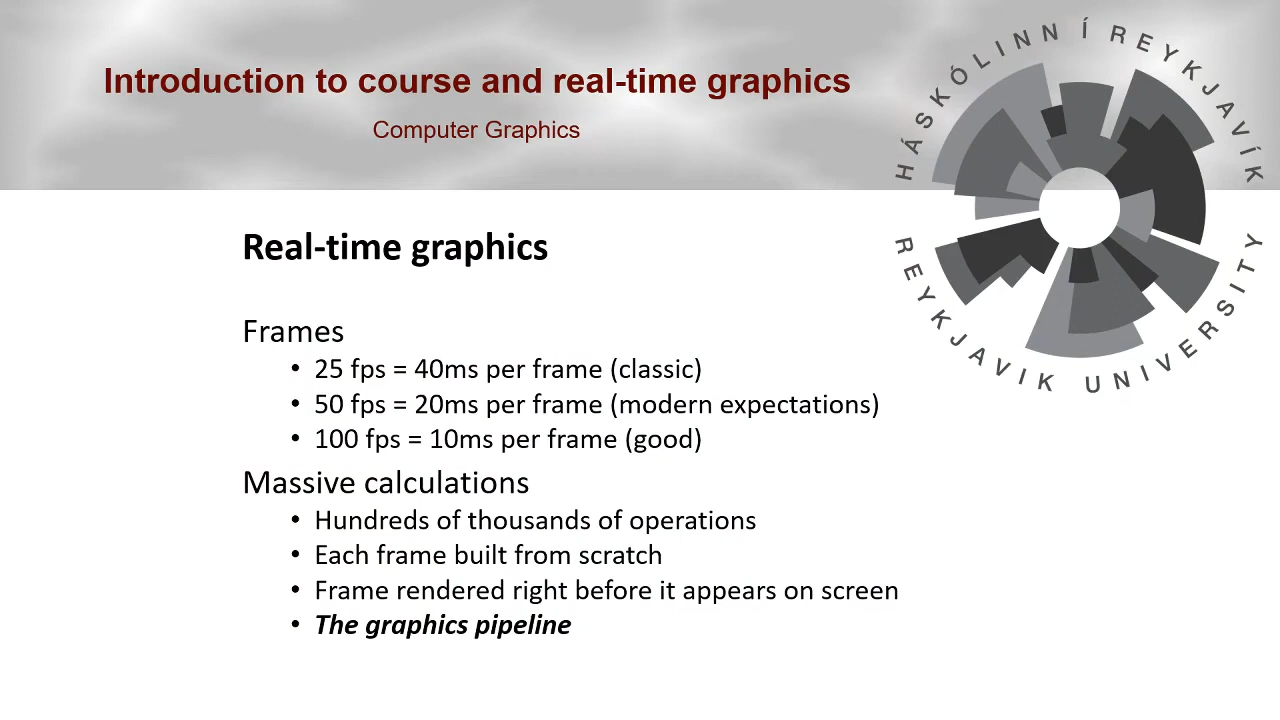 Introduction to course and real-time graphics
Computer Graphics
HÁSKÓLINN Í REYKJAVÍK
REYKJAVIK UNIVERSITY
Real-time graphics
Frames
• 25 fps = 40ms per frame (classic)
• 50 fps = 20ms per frame (modern expectations)
• 100 fps = 10ms per frame (good)
Massive calculations
• Hundreds of thousands of operations
• Each frame built from scratch
• Frame rendered right before it appears on screen
• The graphics pipeline